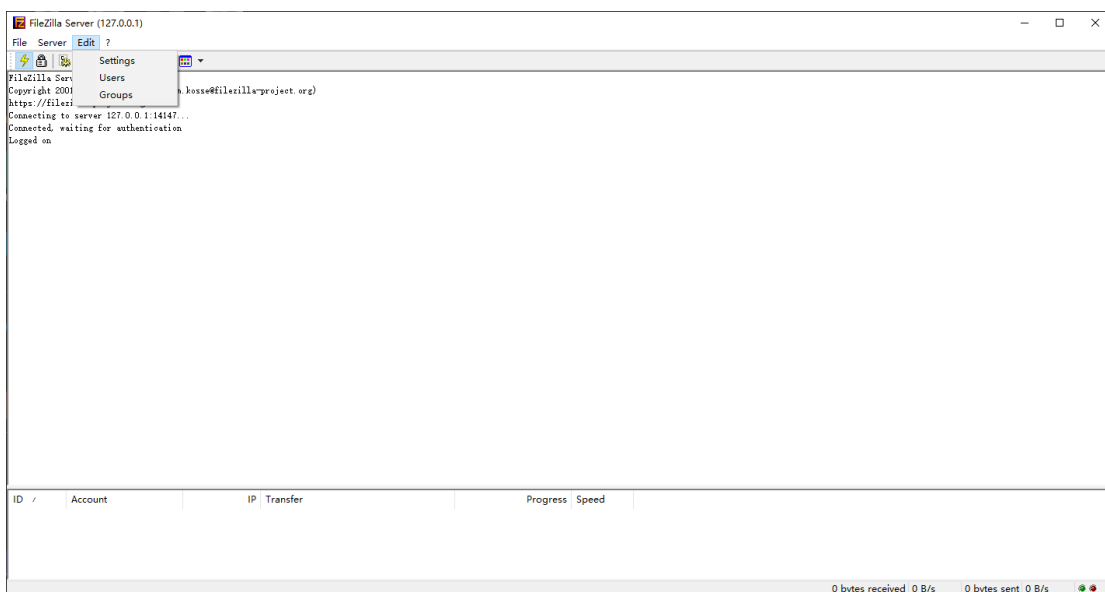 FileZilla Server (127.0.0.1)
File Server Edit ?
Settings
Users
Groups
FileZilla Serv
Copyright 2001 n.kosse@filezilla-project.org)
https://filezi
Connecting to server 127.0.0.1:14147...
Connected, waiting for authentication
Logged on
ID / Account IP Transfer Progress Speed
0 bytes received 0 B/s 0 bytes sent 0 B/s